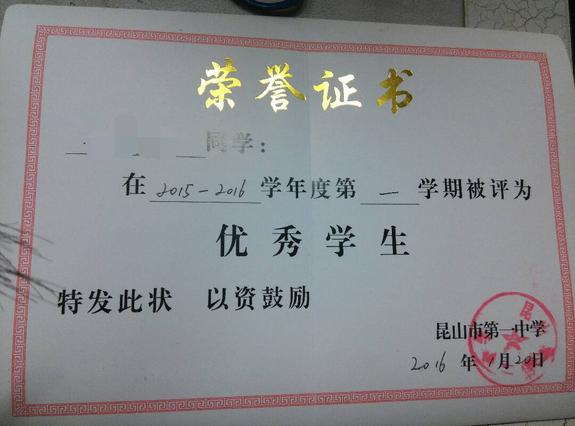 荣誉证书
同学：
在2015-2016学年度第一学期被评为
优秀学生
特发此状 以资鼓励
昆山市第一中学
2016年1月20日